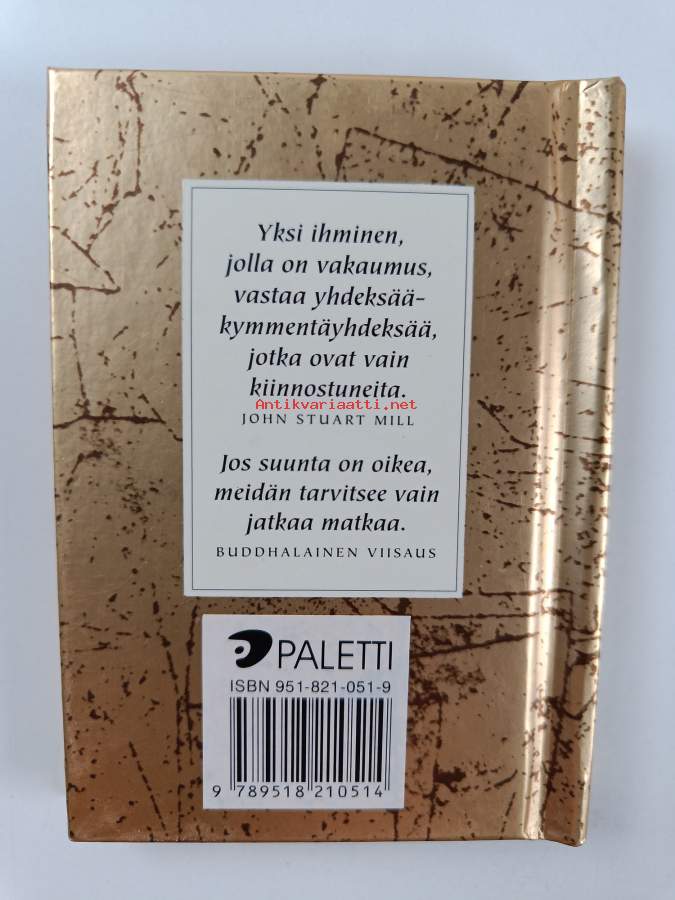 Yksi ihminen,
jolla on vakaumus,
vastaa yhdeksää-
kymmentäyhdeksää,
jotka ovat vain
kiinnostuneita.
Antikvariaatti.net
JOHN STUART MILL
Jos suunta on oikea,
meidän tarvitsee vain
jatkaa matkaa.
BUDDHALAINEN VIISAUS
PALETTI
ISBN 951-821-051-9
9 789518 210514